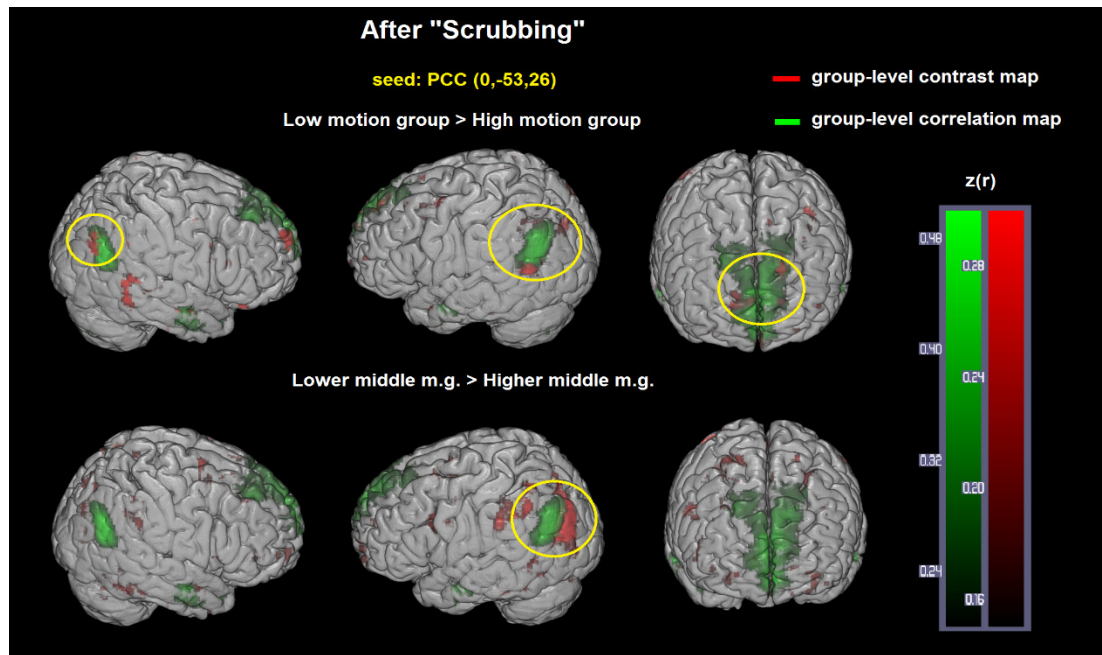 After "Scrubbing"
seed: PCC (0,-53,26)
group-level contrast map
Low motion group > High motion group
group-level correlation map
z(r)
0.48
0.28
0.40
0.24
Lower middle m.g. > Higher middle m.g.
0.32
0.20
0.24
0.16